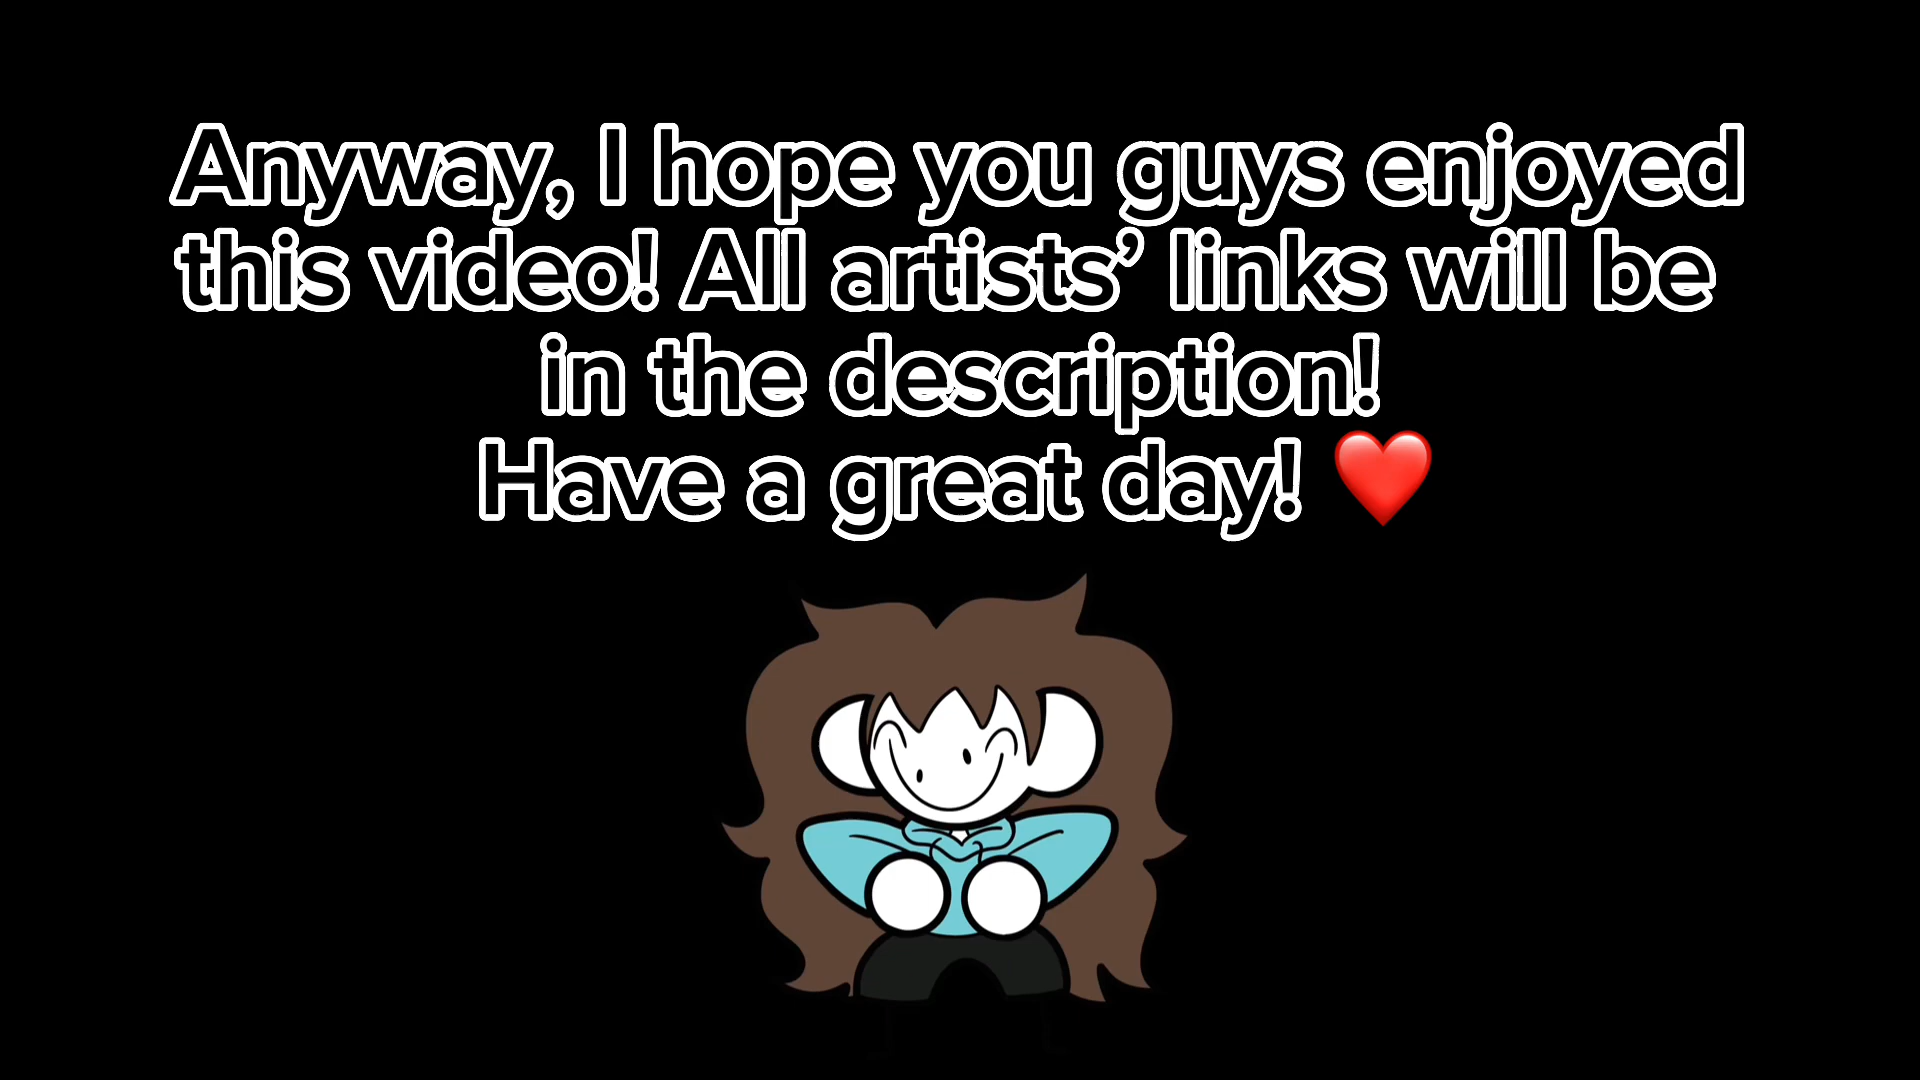 Anyway, I hope you guys enjoyed
this video! All artists’ links will be
in the description!
Have a great day! ❤️